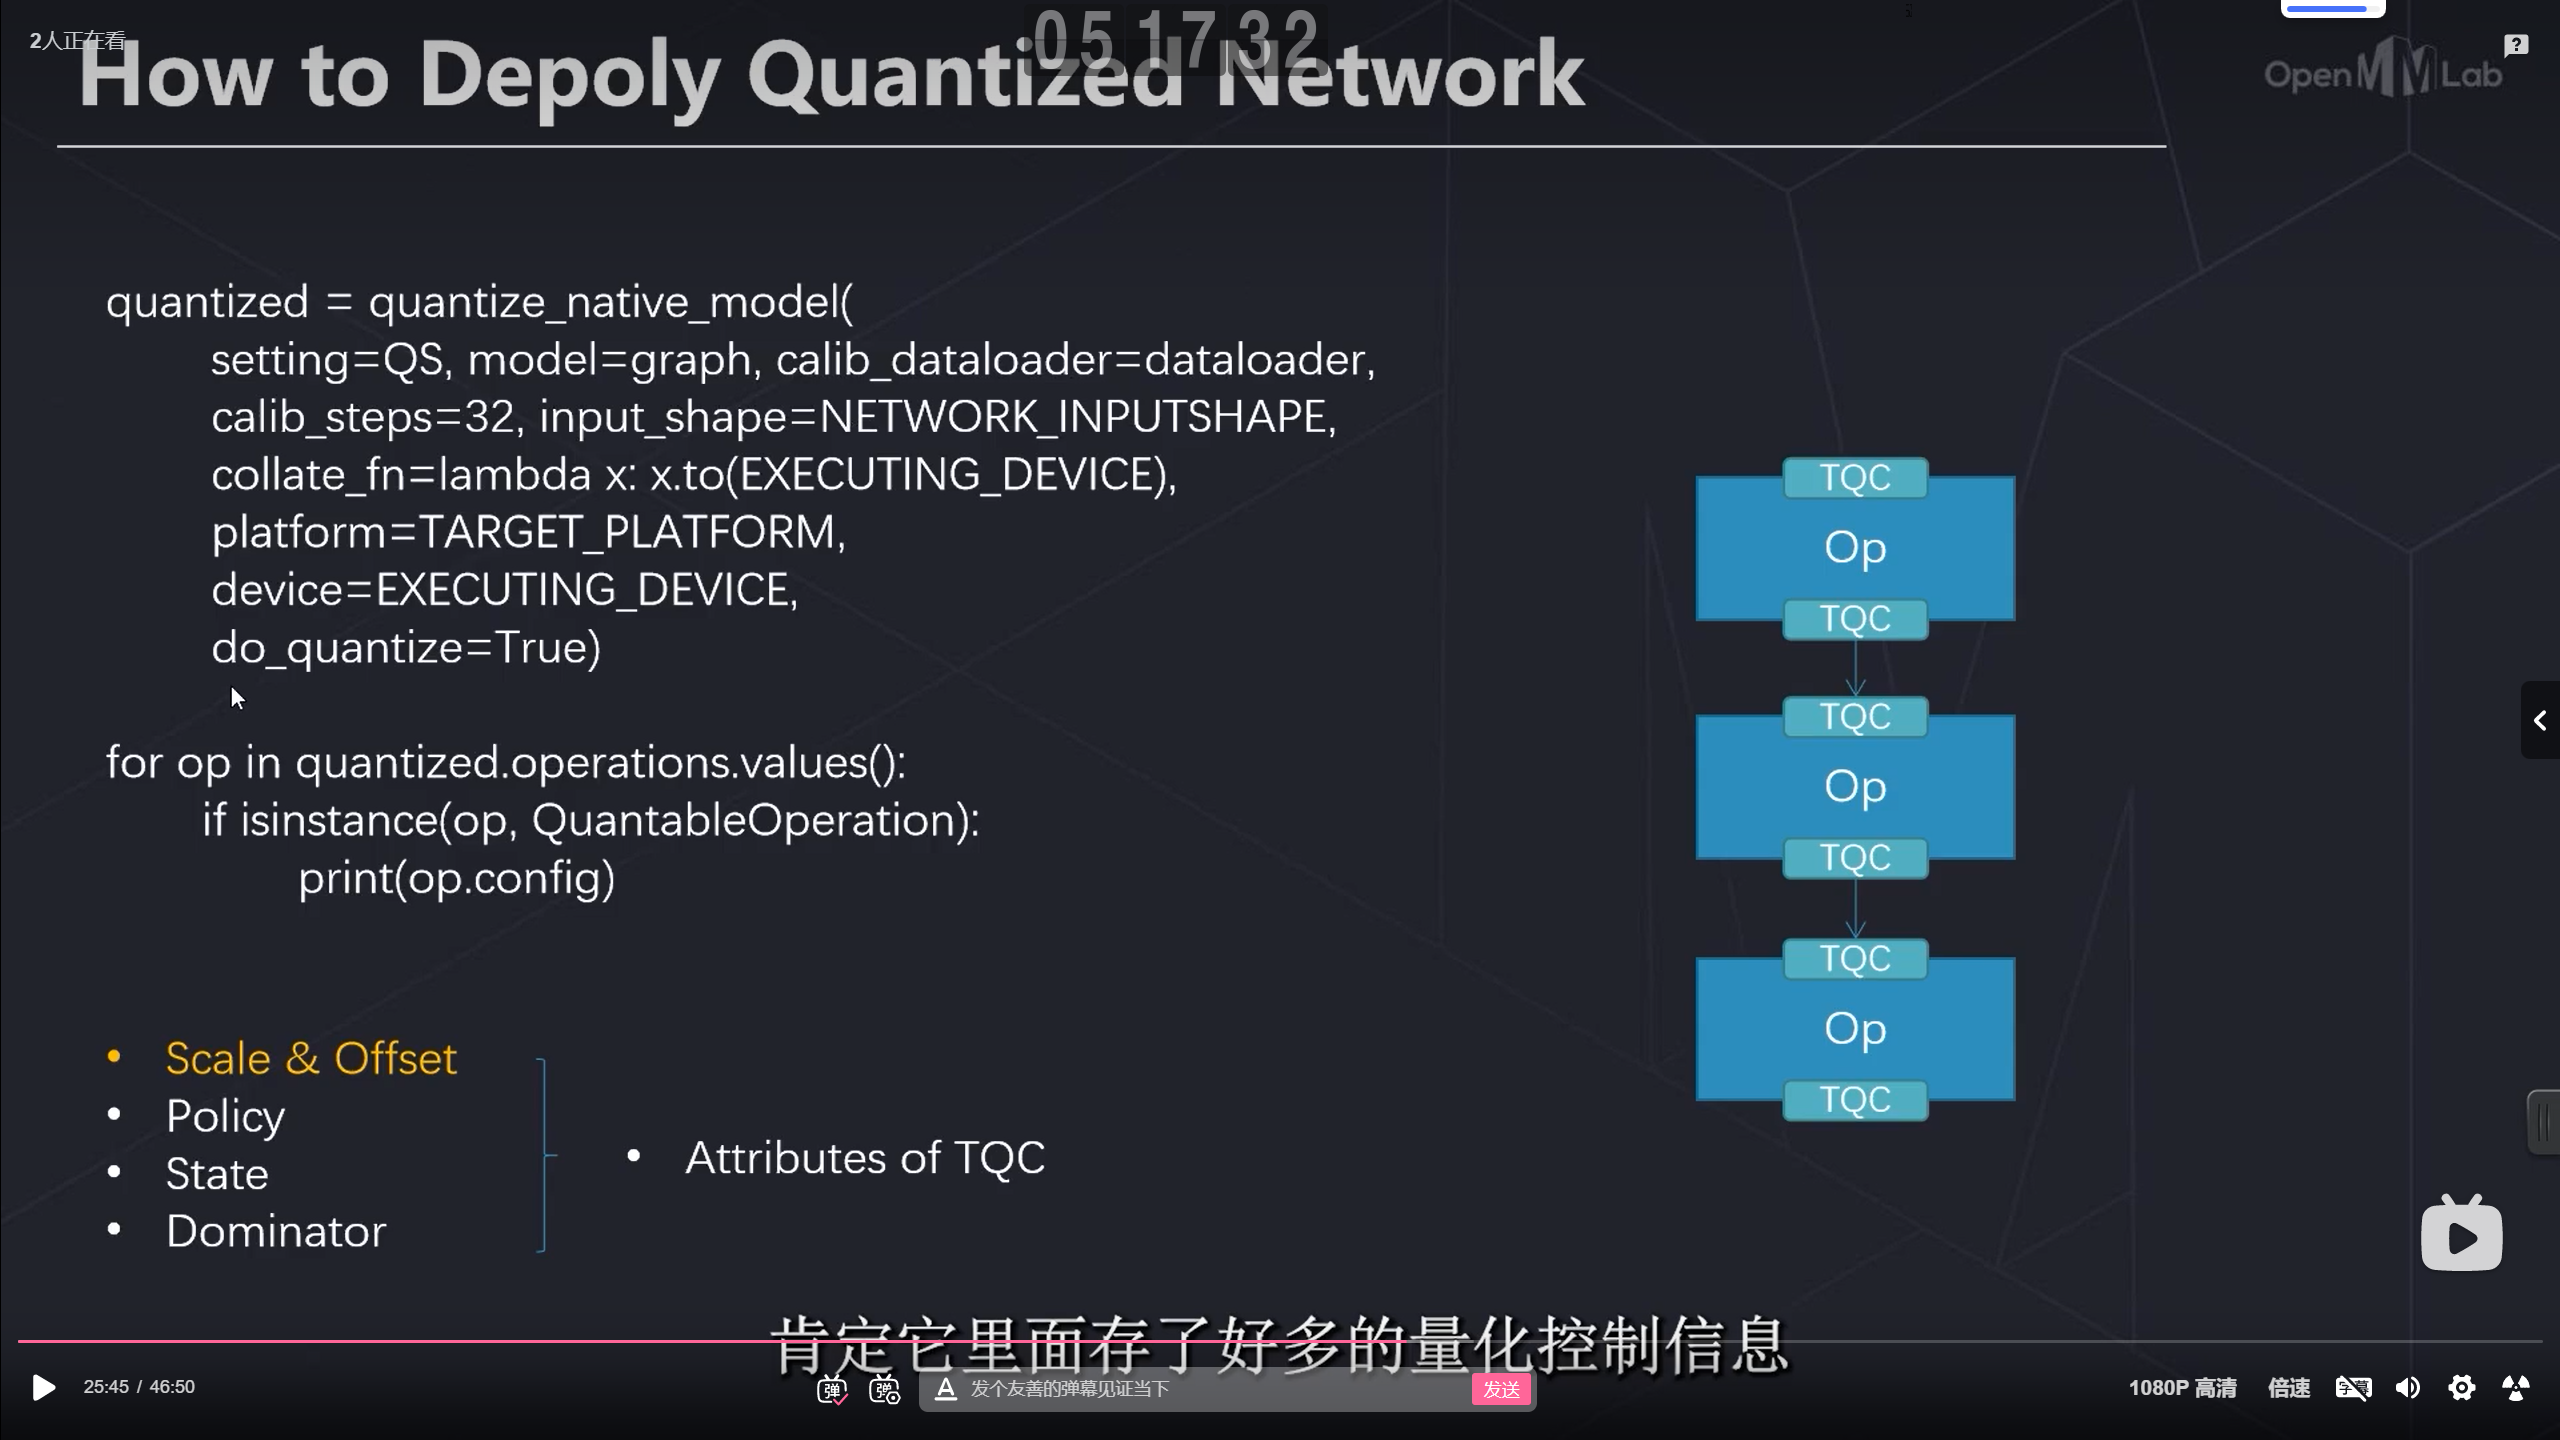 05 17 32
2人正在看
How to Depoly Quantized Network
OpenMMLab
quantized = quantize_native_model(
setting=QS, model=graph, calib_dataloader=dataloader,
calib_steps=32, input_shape=NETWORK_INPUTSHAPE,
collate_fn=lambda x: x.to(EXECUTING_DEVICE),
platform=TARGET_PLATFORM,
device=EXECUTING_DEVICE,
do_quantize=True)
for op in quantized.operations.values():
if isinstance(op, QuantableOperation):
print(op.config)
TQC
Op
TQC
TQC
Op
TQC
TQC
Op
TQC
• Scale & Offset
• Policy
• State
• Dominator
• Attributes of TQC
肯定它里面存了好多的量化控制信息
25:45 / 46:50
弹
弹
A 发个友善的弹幕见证当下
发送
1080P 高清
倍速
字幕